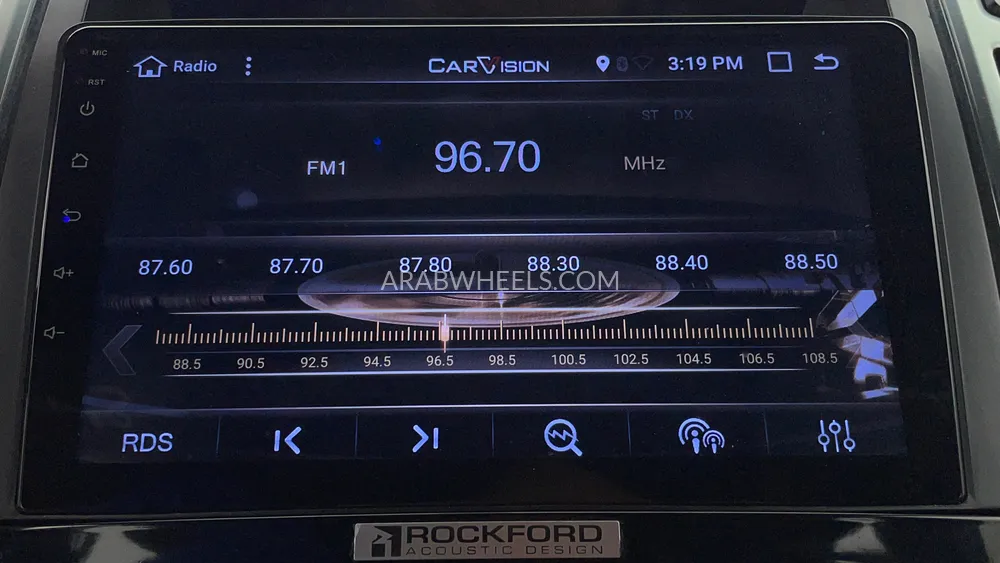 MIC
Radio CARVISION 3:19 PM
RST
ST DX
FM1 96.70 MHz
87.60 87.70 87.80 88.30 88.40 88.50
ARABWHEELS.COM
88.5 90.5 92.5 94.5 96.5 98.5 100.5 102.5 104.5 106.5 108.5
RDS
ROCKFORD
ACOUSTIC DESIGN